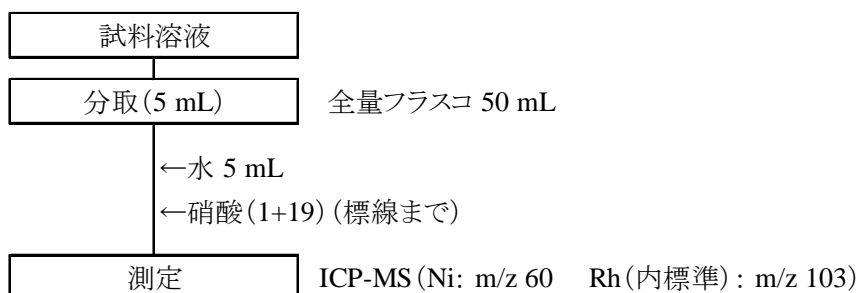 試料溶液
分取(5 mL) 全量フラスコ 50 mL
←水 5 mL
←硝酸(1+19) (標線まで)
測定 ICP-MS(Ni: m/z 60 Rh(内標準): m/z 103)